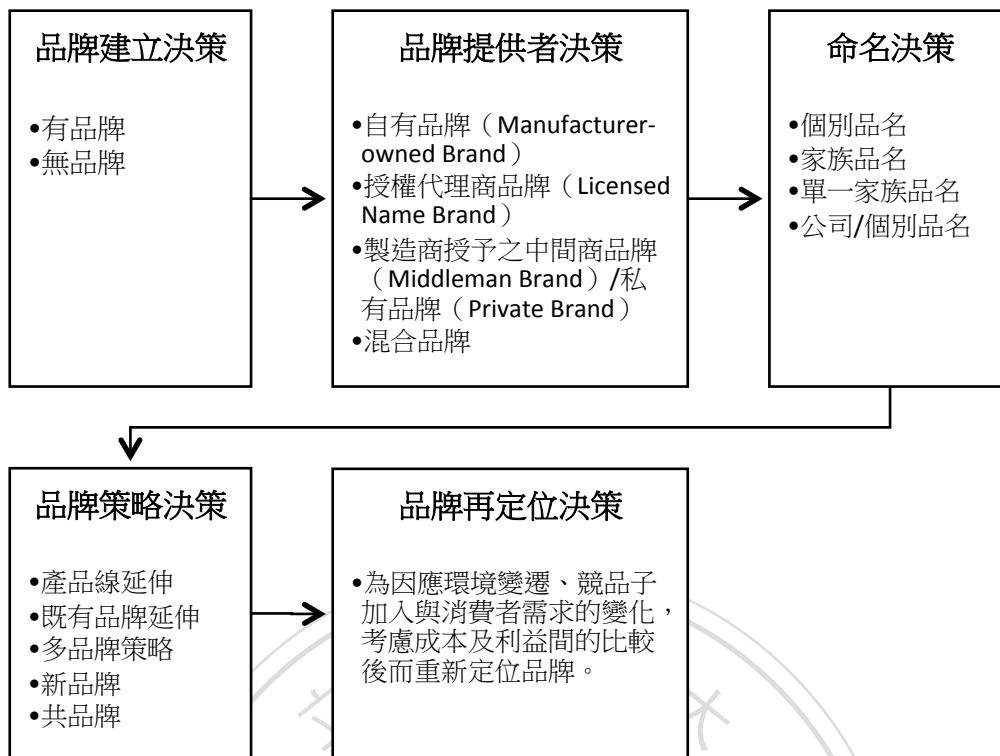 品牌建立決策
•有品牌
•無品牌
品牌提供者決策
•自有品牌（Manufacturer-
owned Brand）
•授權代理商品牌（Licensed
Name Brand）
•製造商授予之中間商品牌
（Middleman Brand）/私
有品牌（Private Brand）
•混合品牌
命名決策
•個別品名
•家族品名
•單一家族品名
•公司/個別品名
品牌策略決策
•產品線延伸
•既有品牌延伸
•多品牌策略
•新品牌
•共品牌
品牌再定位決策
•為因應環境變遷、競品子
加入與消費者需求的變化，
考慮成本及利益間的比較
後而重新定位品牌。